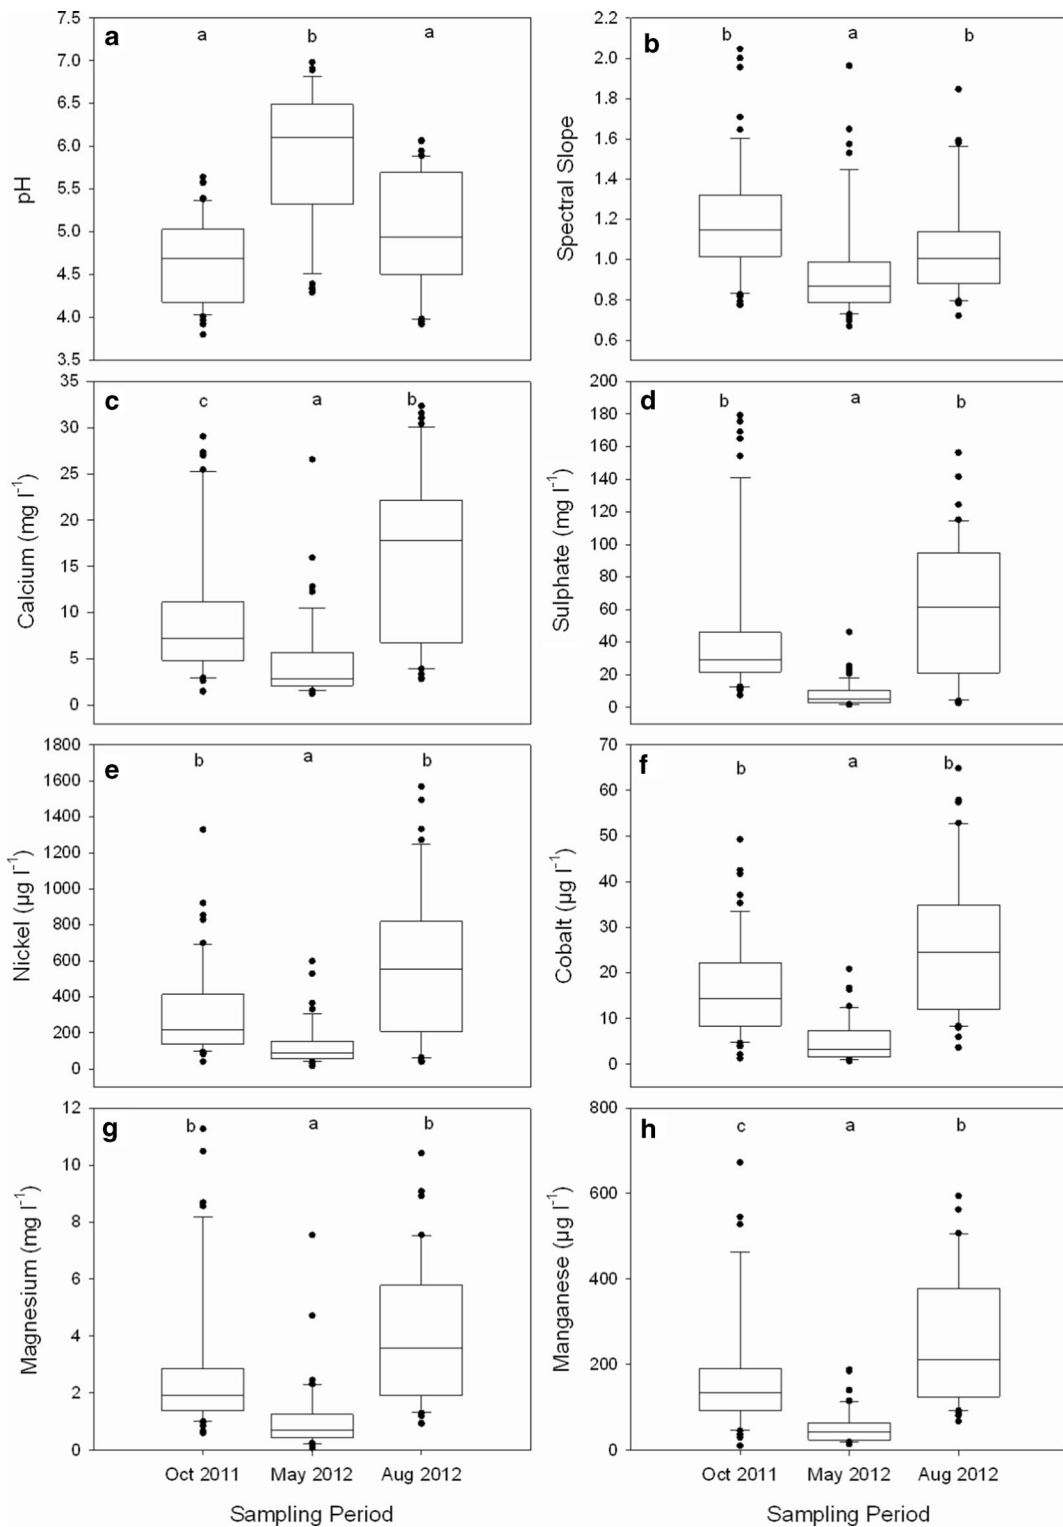 a
a b a
7.5
7.0
6.5
6.0
5.5
5.0
4.5
4.0
3.5
pH
b
b a b
2.2
2.0
1.8
1.6
1.4
1.2
1.0
0.8
0.6
Spectral Slope
c
c a b
35
30
25
20
15
10
5
0
Calcium (mg l⁻¹)
d
b a b
200
180
160
140
120
100
80
60
40
20
0
Sulphate (mg l⁻¹)
e
b a b
1800
1600
1400
1200
1000
800
600
400
200
0
Nickel (µg l⁻¹)
f
b a b
70
60
50
40
30
20
10
0
Cobalt (µg l⁻¹)
g
b a b
12
10
8
6
4
2
0
Magnesium (mg l⁻¹)
Oct 2011 May 2012 Aug 2012
Sampling Period
h
c a b
800
600
400
200
0
Manganese (µg l⁻¹)
Oct 2011 May 2012 Aug 2012
Sampling Period